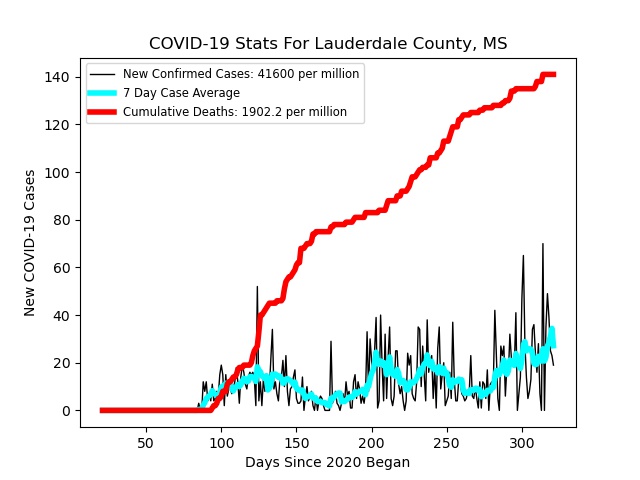 COVID-19 Stats For Lauderdale County, MS
New Confirmed Cases: 41600 per million
7 Day Case Average
Cumulative Deaths: 1902.2 per million
New COVID-19 Cases
140
120
100
80
60
40
20
0
50 100 150 200 250 300
Days Since 2020 Began